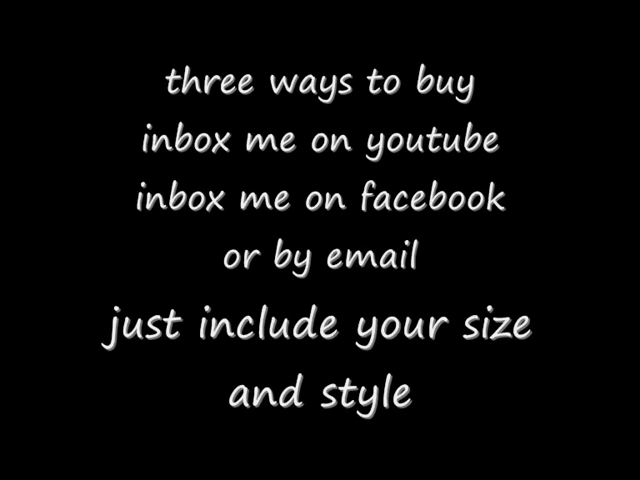 three ways to buy
inbox me on youtube
inbox me on facebook
or by email
just include your size
and style